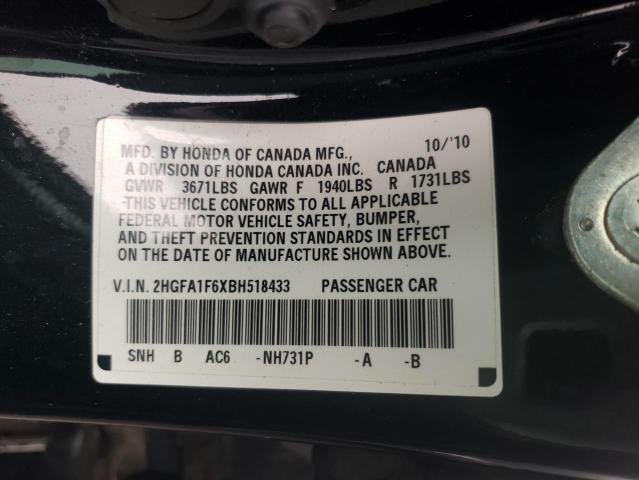 MFD. BY HONDA OF CANADA MFG., 10/'10
A DIVISION OF HONDA CANADA INC. CANADA
GVWR 3671LBS GAWR F 1940LBS R 1731LBS
THIS VEHICLE CONFORMS TO ALL APPLICABLE
FEDERAL MOTOR VEHICLE SAFETY, BUMPER,
AND THEFT PREVENTION STANDARDS IN EFFECT
ON THE DATE OF MANUFACTURE SHOWN ABOVE.
V.I.N. 2HGFA1F6XBH518433 PASSENGER CAR
SNH B AC6 -NH731P -A -B